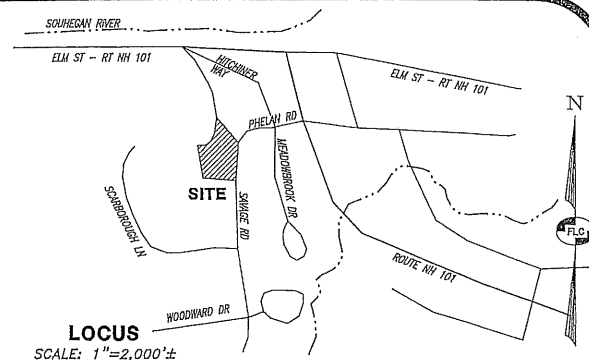 SOUHEGAN RIVER
ELM ST - RT NH 101
HITCHINER
WAY
ELM ST - RT NH 101
N
PHELAN RD
MEADOWBROOK DR
SITE
SCARBOROUGH LN
SAVAGE RD
FLC
ROUTE NH 101
WOODWARD DR
LOCUS
SCALE: 1"=2,000'±